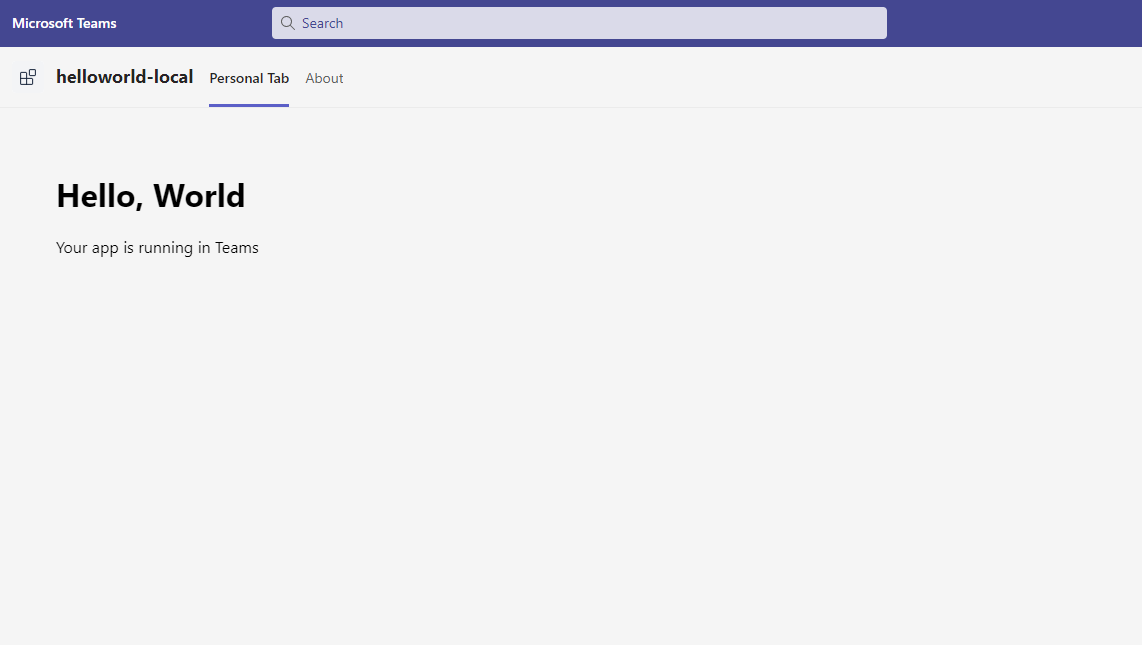 Microsoft Teams
Search
helloworld-local Personal Tab About
Hello, World
Your app is running in Teams